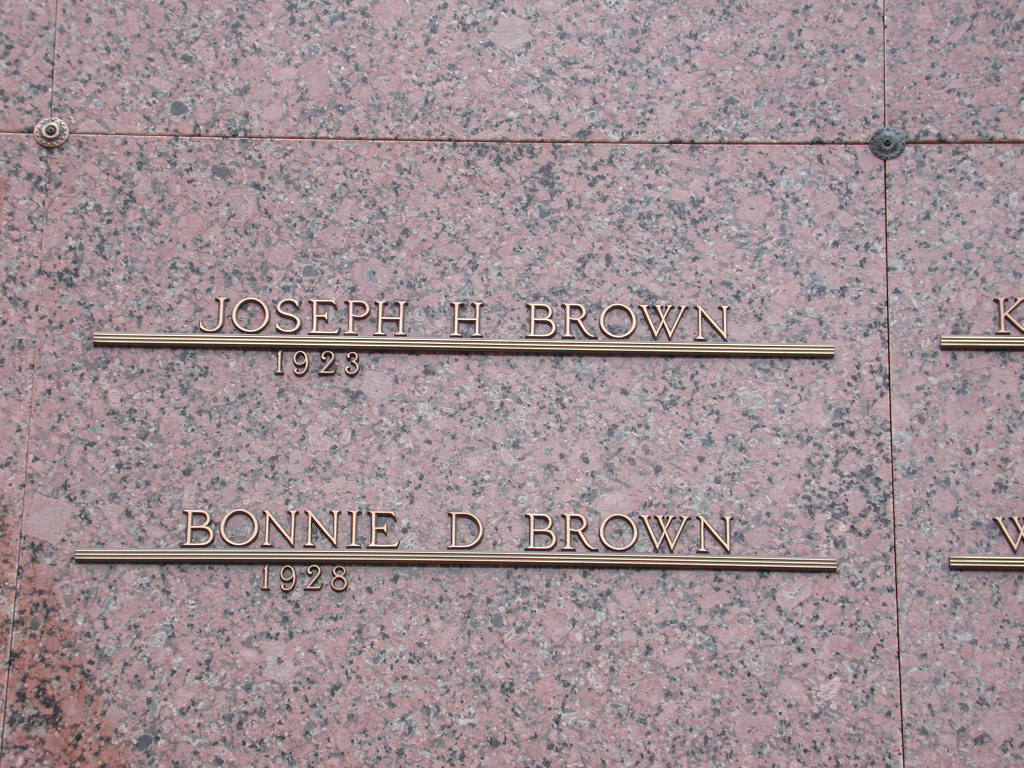 JOSEPH H BROWN
1923
BONNIE D BROWN
1928
K
W